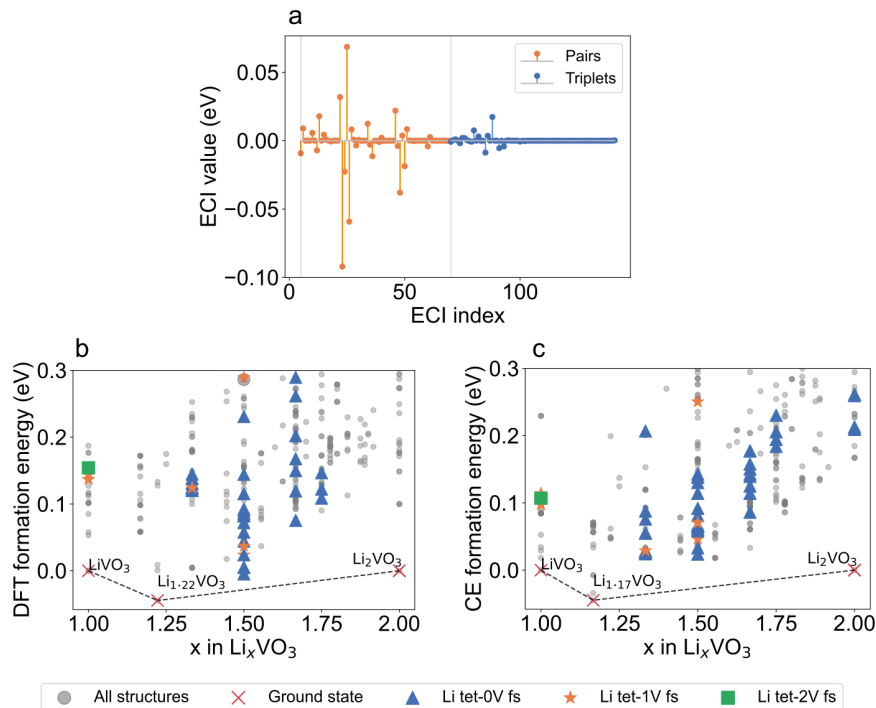 a
0.05
0.00
−0.05
−0.10
ECI value (eV)
Pairs
Triplets
0
50
100
ECI index
b
0.3
0.2
0.1
0.0
DFT formation energy (eV)
LiVO₃
Li₁.₂₂VO₃
Li₂VO₃
1.00
1.25
1.50
1.75
2.00
x in LiₓVO₃
c
0.3
0.2
0.1
0.0
CE formation energy (eV)
LiVO₃
Li₁.₁₇VO₃
Li₂VO₃
1.00
1.25
1.50
1.75
2.00
x in LiₓVO₃
All structures
Ground state
Li tet-0V fs
Li tet-1V fs
Li tet-2V fs